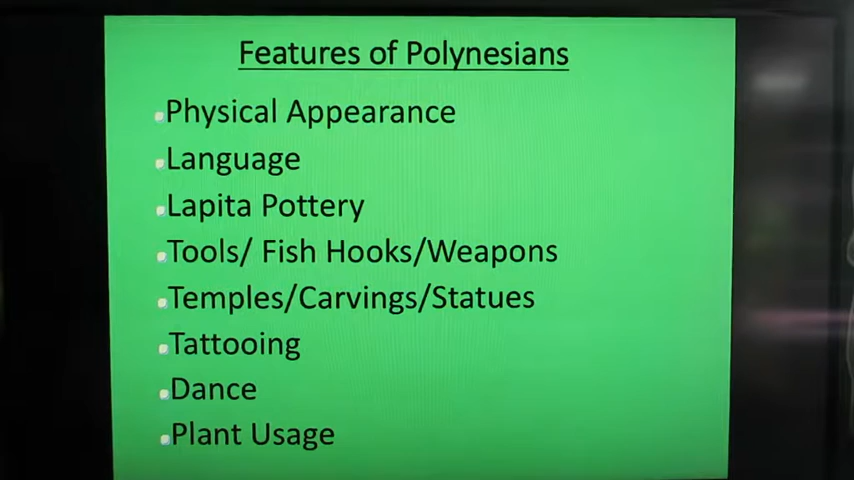 Features of Polynesians
Physical Appearance
Language
Lapita Pottery
Tools/ Fish Hooks/Weapons
Temples/Carvings/Statues
Tattooing
Dance
Plant Usage